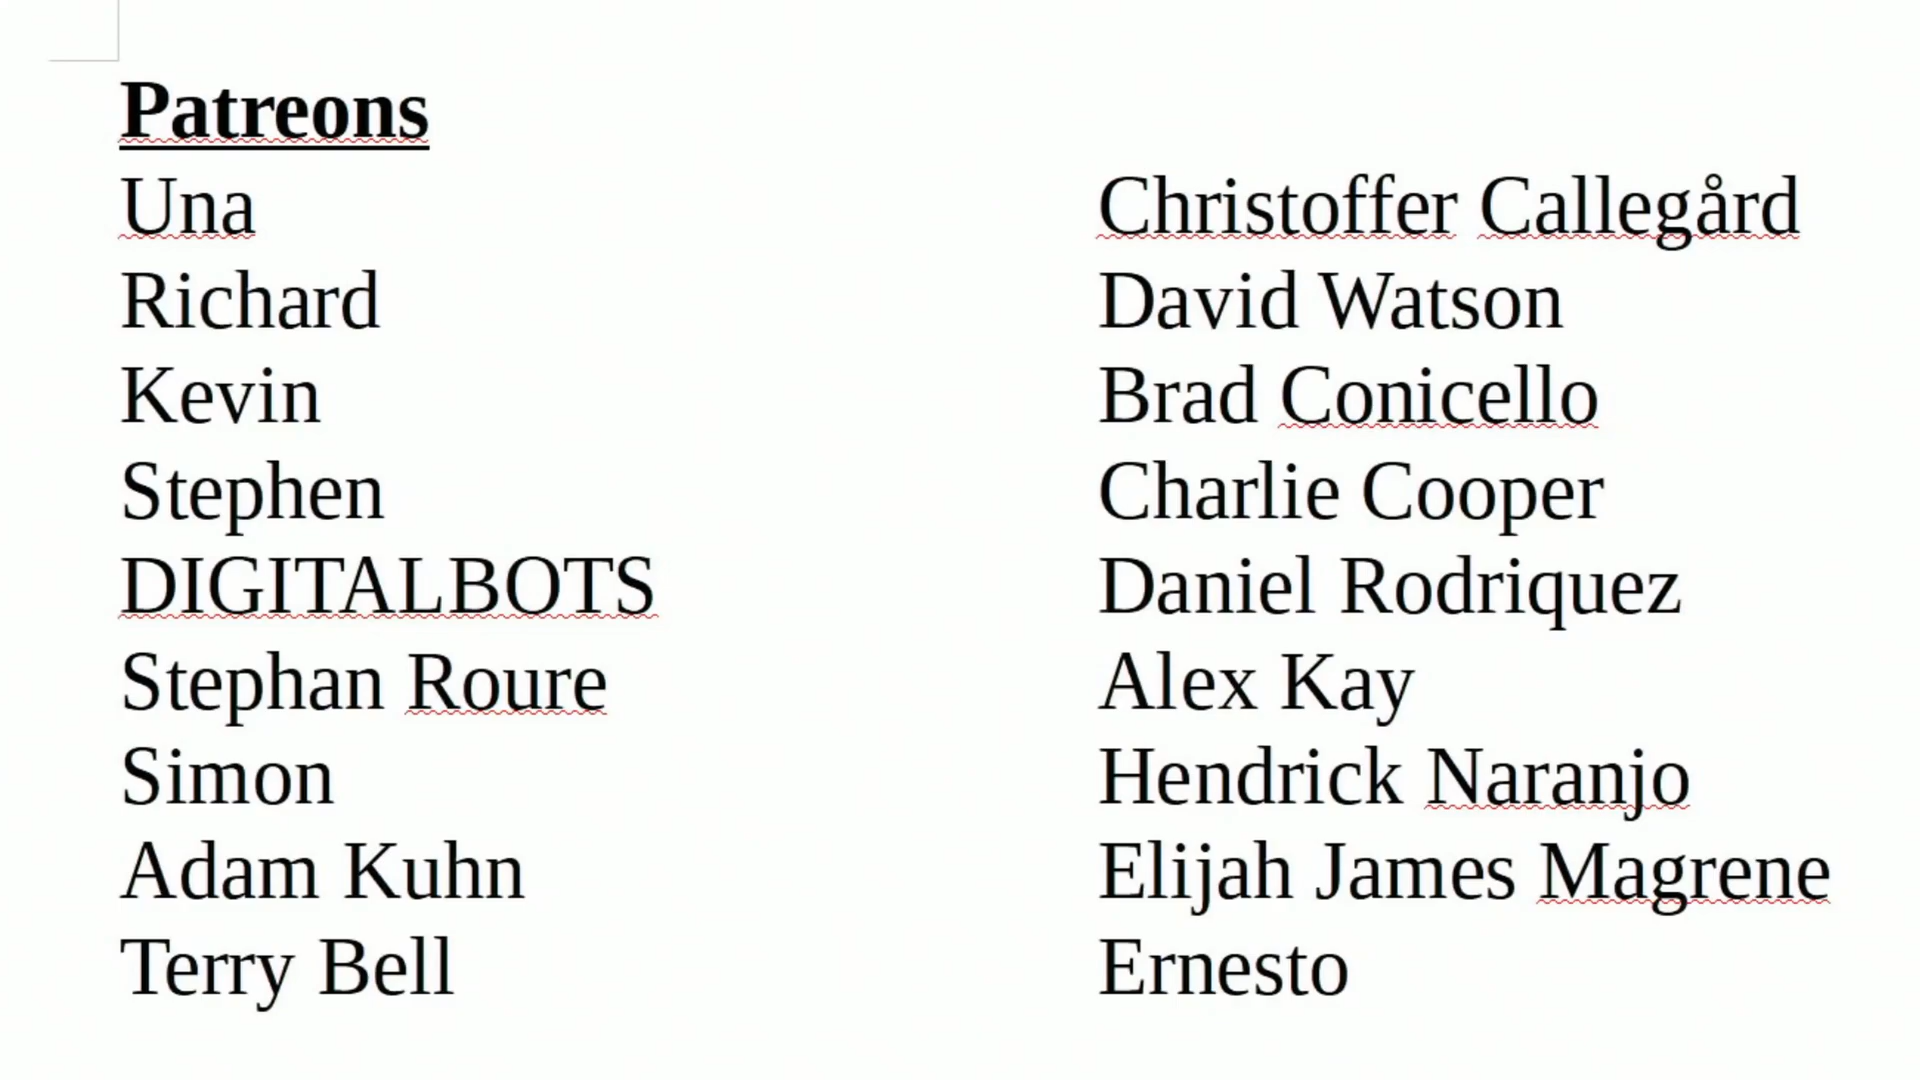 Patreons
Una
Richard
Kevin
Stephen
DIGITALBOTS
Stephan Roure
Simon
Adam Kuhn
Terry Bell
Christoffer Callegård
David Watson
Brad Conicello
Charlie Cooper
Daniel Rodriquez
Alex Kay
Hendrick Naranjo
Elijah James Magrene
Ernesto